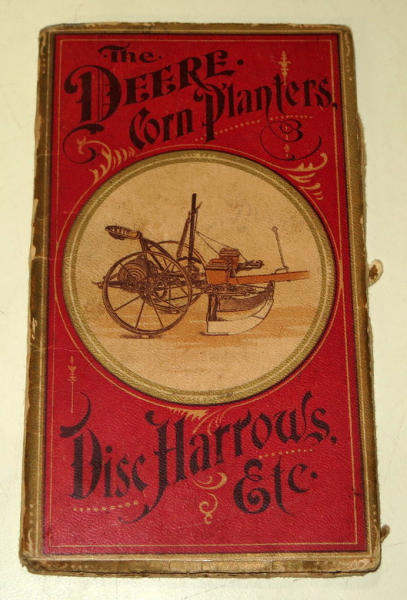 The
DEERE.
Corn Planters,
Disc Harrows,
Etc.